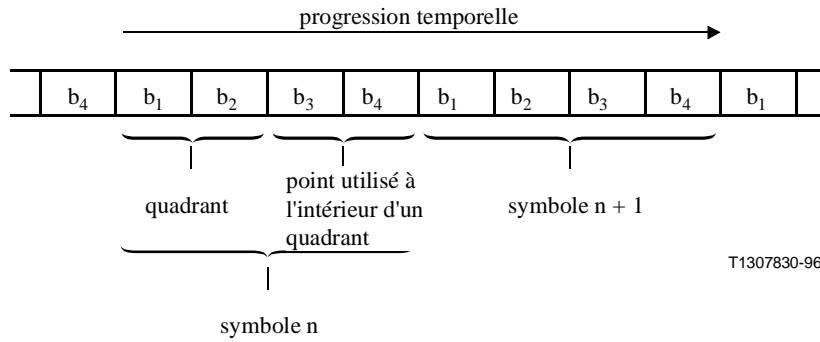 progression temporelle
b4 b1 b2 b3 b4 b1 b2 b3 b4 b1
quadrant
point utilisé à
l'intérieur d'un
quadrant
symbole n + 1
T1307830-96
symbole n